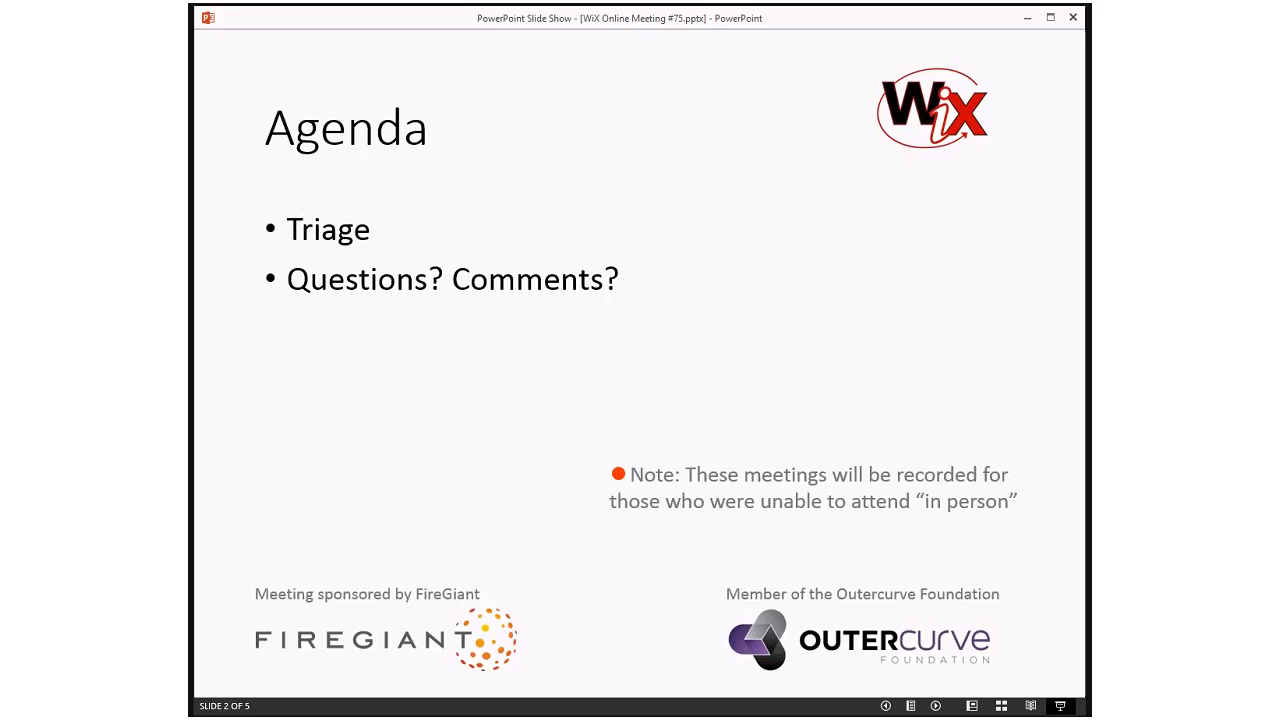 PowerPoint Slide Show - [WiX Online Meeting #75.pptx] - PowerPoint
WiX
Agenda
• Triage
• Questions? Comments?
Note: These meetings will be recorded for
those who were unable to attend “in person”
Meeting sponsored by FireGiant
FIREGIANT
Member of the Outercurve Foundation
OUTERCURVE
FOUNDATION
SLIDE 2 OF 5